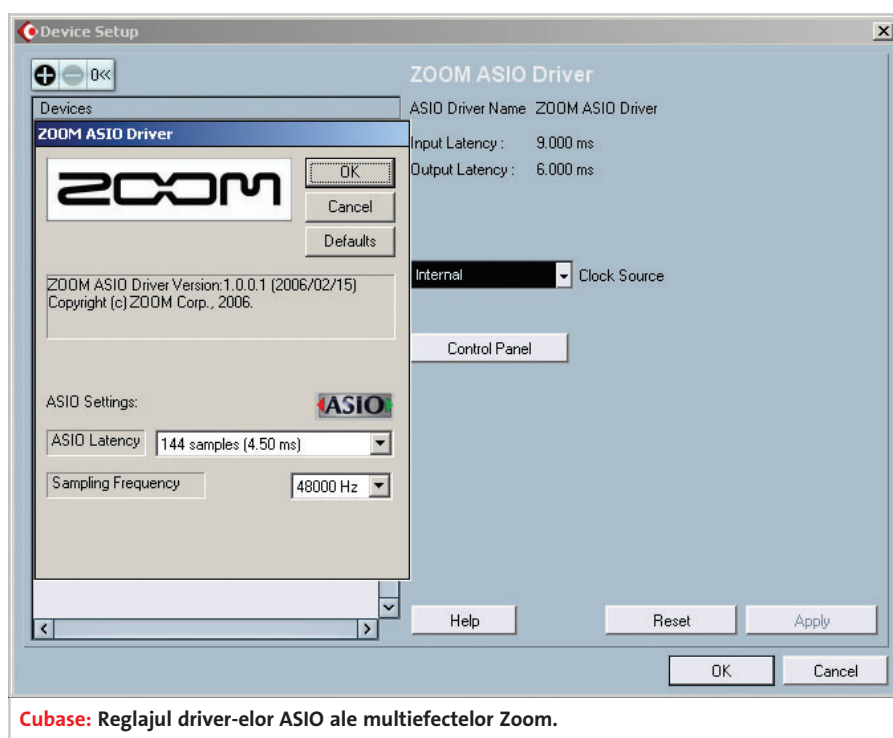 Device Setup
0<<
ZOOM ASIO Driver
Devices
ASIO Driver Name ZOOM ASIO Driver
Input Latency : 9.000 ms
Output Latency : 6.000 ms
Internal
Clock Source
Control Panel
ZOOM ASIO Driver
ZOOM
OK
Cancel
Defaults
ZOOM ASIO Driver Version:1.0.0.1 (2006/02/15)
Copyright (c) ZOOM Corp., 2006.
ASIO Settings:
ASIO
ASIO Latency 144 samples (4.50 ms)
Sampling Frequency 48000 Hz
Help Reset Apply
OK Cancel
Cubase: Reglajul driver-elor ASIO ale multiefectelor Zoom.